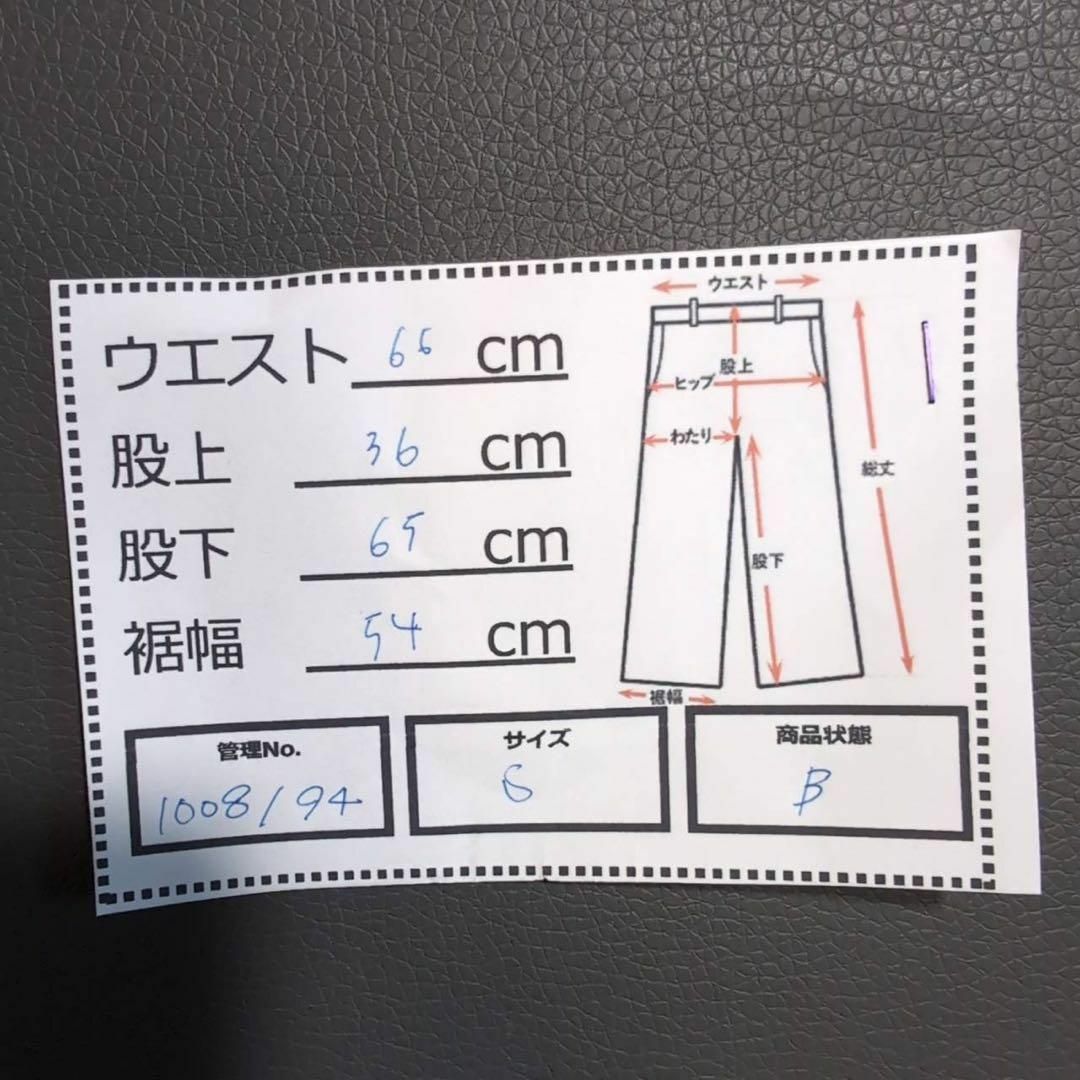 ウエスト 66 cm
股上 36 cm
股下 65 cm
裾幅 54 cm
ウエスト
股上
ヒップ
わたり
総丈
股下
裾幅
管理No.
1008/94
サイズ
S
商品状態
B